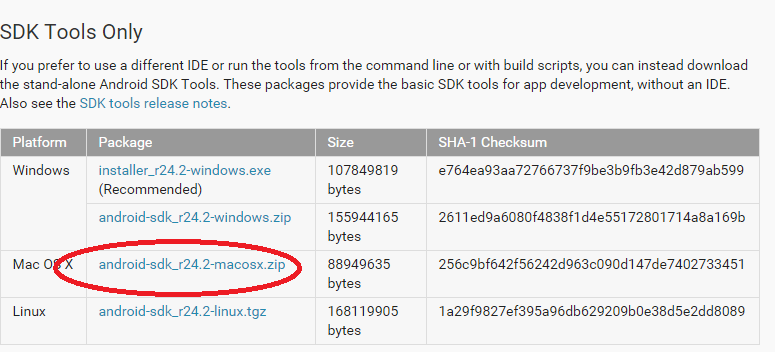 SDK Tools Only
If you prefer to use a different IDE or run the tools from the command line or with build scripts, you can instead download
the stand-alone Android SDK Tools. These packages provide the basic SDK tools for app development, without an IDE.
Also see the SDK tools release notes.
Platform Package Size SHA-1 Checksum
Windows installer_r24.2-windows.exe 107849819 e764ea93aa72766737f9be3b9fb3e42d879ab599
(Recommended) bytes
android-sdk_r24.2-windows.zip 155944165 2611ed9a6080f4838f1d4e55172801714a8a169b
bytes
Mac OS X android-sdk_r24.2-macosx.zip 88949635 256c9bf642f56242d963c090d147de7402733451
bytes
Linux android-sdk_r24.2-linux.tgz 168119905 1a29f9827ef395a96db629209b0e38d5e2dd8089
bytes